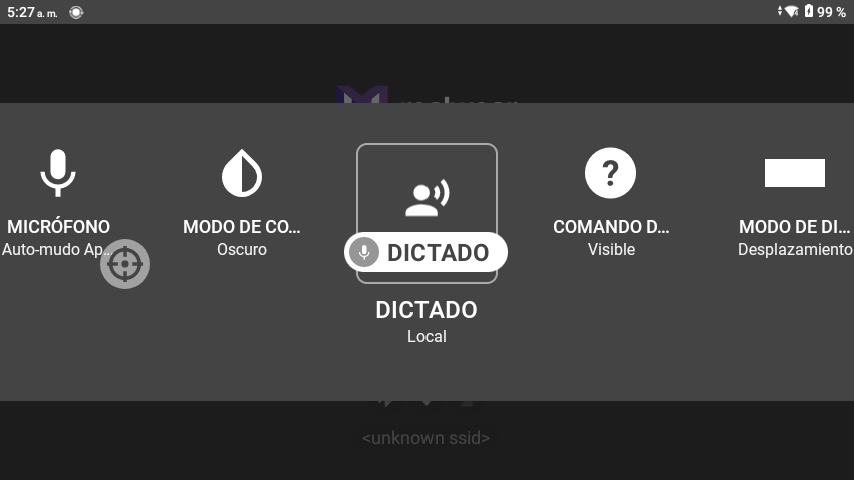 5:27 a. m.
99 %
MICRÓFONO
Auto-mudo Ap...
MODO DE CO...
Oscuro
DICTADO
DICTADO
Local
COMANDO D...
Visible
MODO DE DI...
Desplazamiento
<unknown ssid>